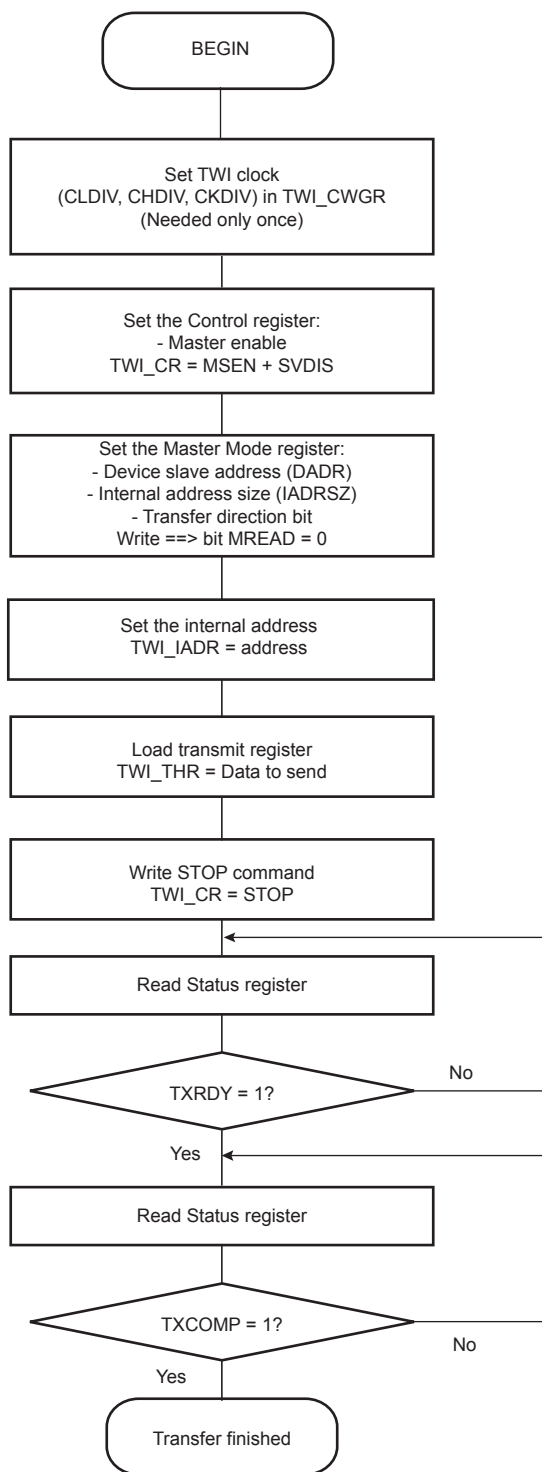 BEGIN
Set TWI clock
(CLDIV, CHDIV, CKDIV) in TWI_CWGR
(Needed only once)
Set the Control register:
- Master enable
TWI_CR = MSEN + SVDIS
Set the Master Mode register:
- Device slave address (DADR)
- Internal address size (IADRSZ)
- Transfer direction bit
Write ==> bit MREAD = 0
Set the internal address
TWI_IADR = address
Load transmit register
TWI_THR = Data to send
Write STOP command
TWI_CR = STOP
Read Status register
No
TXRDY = 1?
Yes
Read Status register
TXCOMP = 1?
No
Yes
Transfer finished